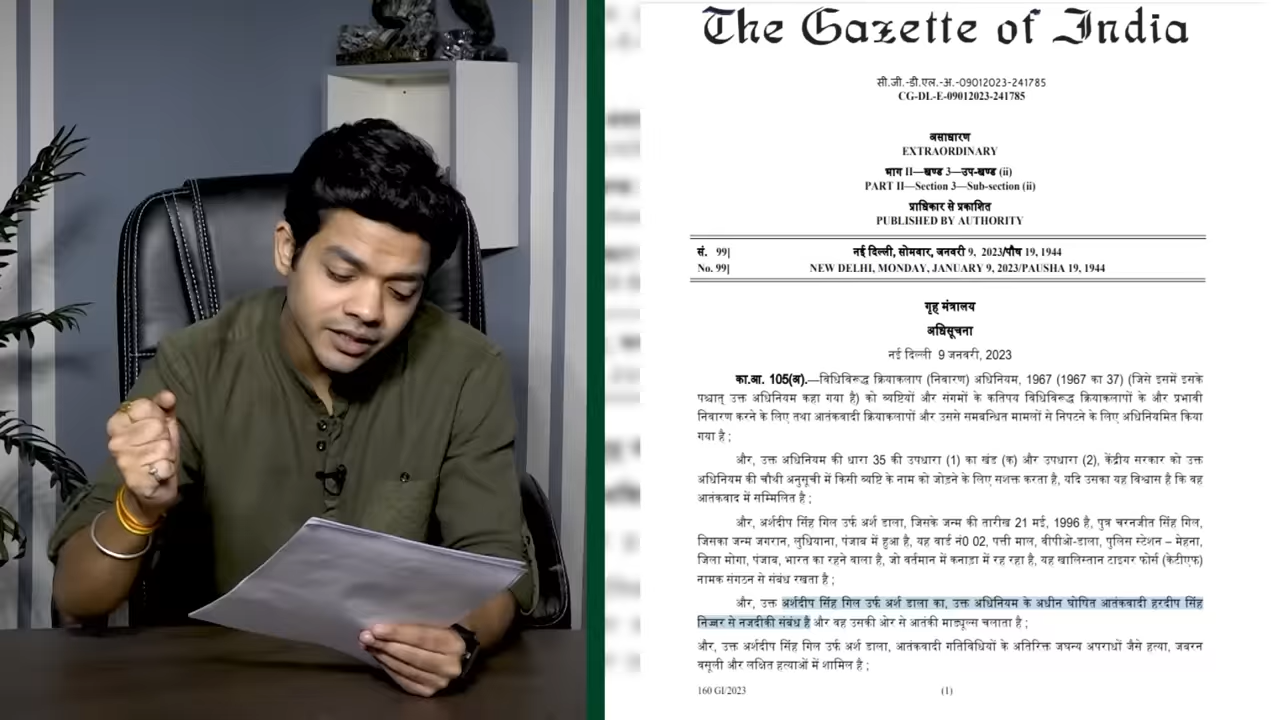 The Gazette of India
सी.जी.-डी.एल.-अ.-09012023-241785
CG-DL-E-09012023-241785
असाधारण
EXTRAORDINARY
भाग II—खण्ड 3—उप-खण्ड (ii)
PART II—Section 3—Sub-section (ii)
प्राधिकार से प्रकाशित
PUBLISHED BY AUTHORITY
सं. 99] नई दिल्ली, सोमवार, जनवरी 9, 2023/पौष 19, 1944
No. 99] NEW DELHI, MONDAY, JANUARY 9, 2023/PAUSHA 19, 1944
गृह मंत्रालय
अधिसूचना
नई दिल्ली 9 जनवरी, 2023
का.आ. 105(अ).—विधिविरूद्ध क्रियाकलाप (निवारण) अधिनियम, 1967 (1967 का 37) (जिसे इसमें इसके
पश्चात् उक्त अधिनियम कहा गया है) को व्यष्टियों और संगमों के कतिपय विधिविरूद्ध क्रियाकलापों के और प्रभावी
निवारण करने के लिए तथा आतंकवादी क्रियाकलापों और उससे समबन्धित मामलों से निपटने के लिए अधिनियमित किया
गया है ;
और, उक्त अधिनियम की धारा 35 की उपधारा (1) का खंड (क) और उपधारा (2), केंद्रीय सरकार को उक्त
अधिनियम की चौथी अनुसूची में किसी व्यष्टि के नाम को जोड़ने के लिए सशक्त करता है, यदि उसका यह विश्वास है कि वह
आतंकवाद में सम्मिलित है ;
और, अर्शदीप सिंह गिल उर्फ अर्श डाला, जिसके जन्म की तारीख 21 मई, 1996 है, पुत्र चरनजीत सिंह गिल,
जिसका जन्म जगरान, लुधियाना, पंजाब में हुआ है, यह वार्ड नं0 02, पत्ती माल, वीपीओ-डाला, पुलिस स्टेशन – मेहना,
जिला मोगा, पंजाब, भारत का रहने वाला है, जो वर्तमान में कनाड़ा में रह रहा है, यह खालिस्तान टाइगर फोर्स (केटीएफ)
नामक संगठन से संबंध रखता है ;
और, उक्त अर्शदीप सिंह गिल उर्फ अर्श डाला का, उक्त अधिनियम के अधीन घोषित आतंकवादी हरदीप सिंह
निज्जर से नजदीकी संबंध है और वह उसकी ओर से आतंकी माड्यूल्स चलाता है ;
और, उक्त अर्शदीप सिंह गिल उर्फ अर्श डाला, आतंकवादी गतिविधियों के अतिरिक्त जघन्य अपराधों जैसे हत्या, जबरन
वसूली और लक्षित हत्याओं में शामिल है ;
160 GI/2023 (1)